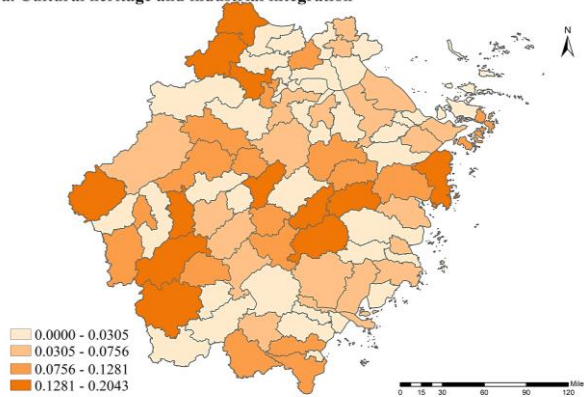 a. Cultural heritage and industrial integration
N
0.0000 - 0.0305
0.0305 - 0.0756
0.0756 - 0.1281
0.1281 - 0.2043
Mile
0 15 30 60 90 120